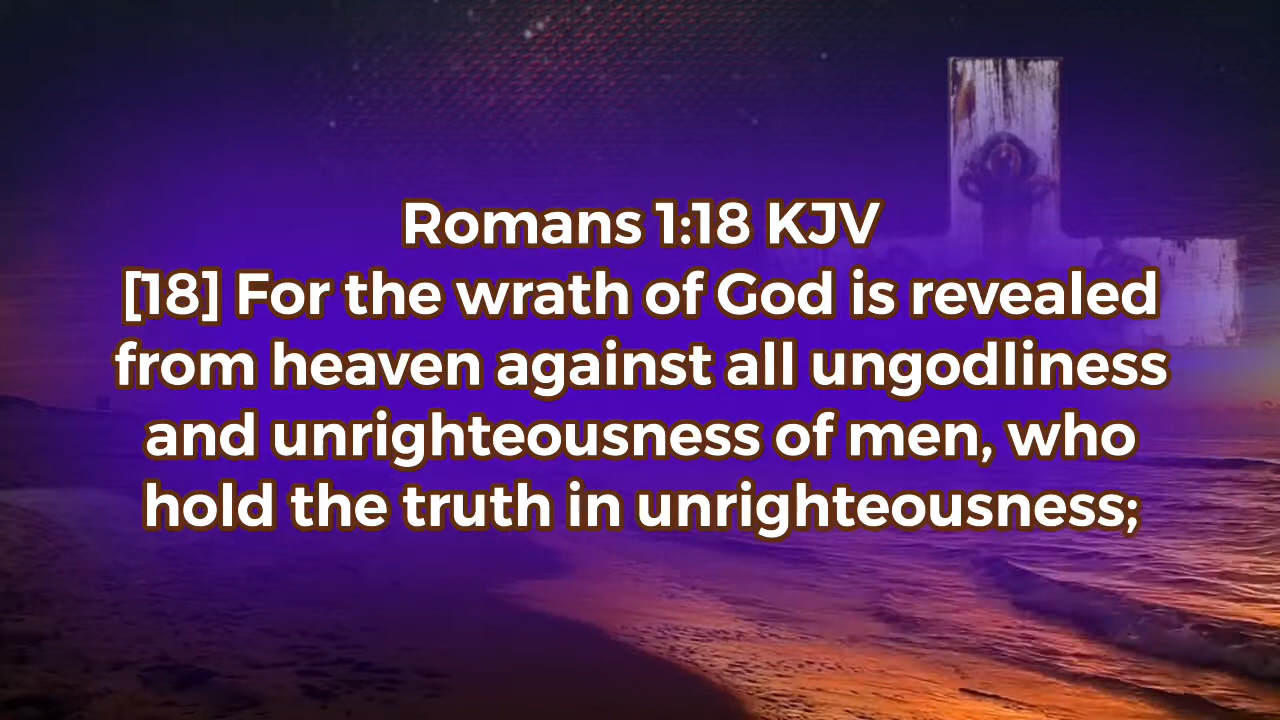 Romans 1:18 KJV
[18] For the wrath of God is revealed
from heaven against all ungodliness
and unrighteousness of men, who
hold the truth in unrighteousness;